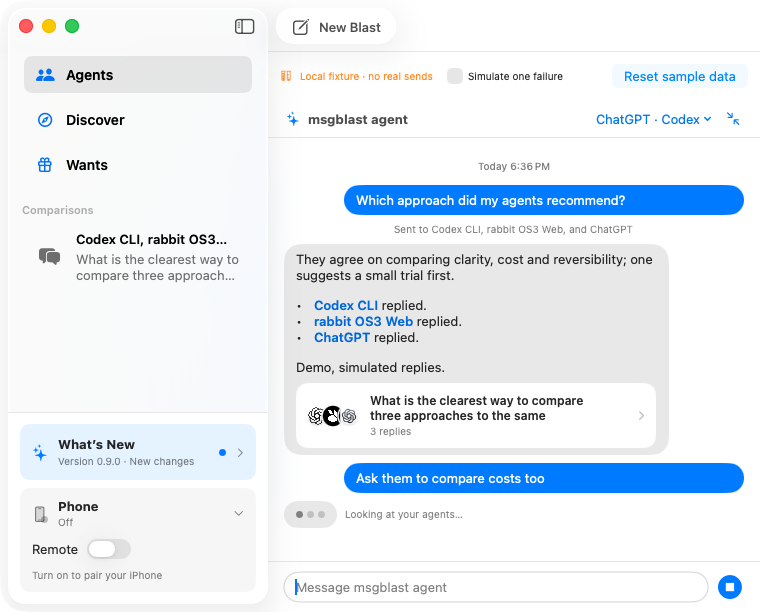 New Blast
Agents
Discover
Wants
Comparisons
Codex CLI, rabbit OS3...
What is the clearest way to
compare three approach...
What's New
Version 0.9.0 · New changes
Phone
Off
Remote
Turn on to pair your iPhone
Local fixture · no real sends
Simulate one failure
Reset sample data
msgblast agent
ChatGPT · Codex
Today 6:36 PM
Which approach did my agents recommend?
Sent to Codex CLI, rabbit OS3 Web, and ChatGPT
They agree on comparing clarity, cost and reversibility; one
suggests a small trial first.
• Codex CLI replied.
• rabbit OS3 Web replied.
• ChatGPT replied.
Demo, simulated replies.
What is the clearest way to compare
three approaches to the same
3 replies
Ask them to compare costs too
Looking at your agents...
Message msgblast agent